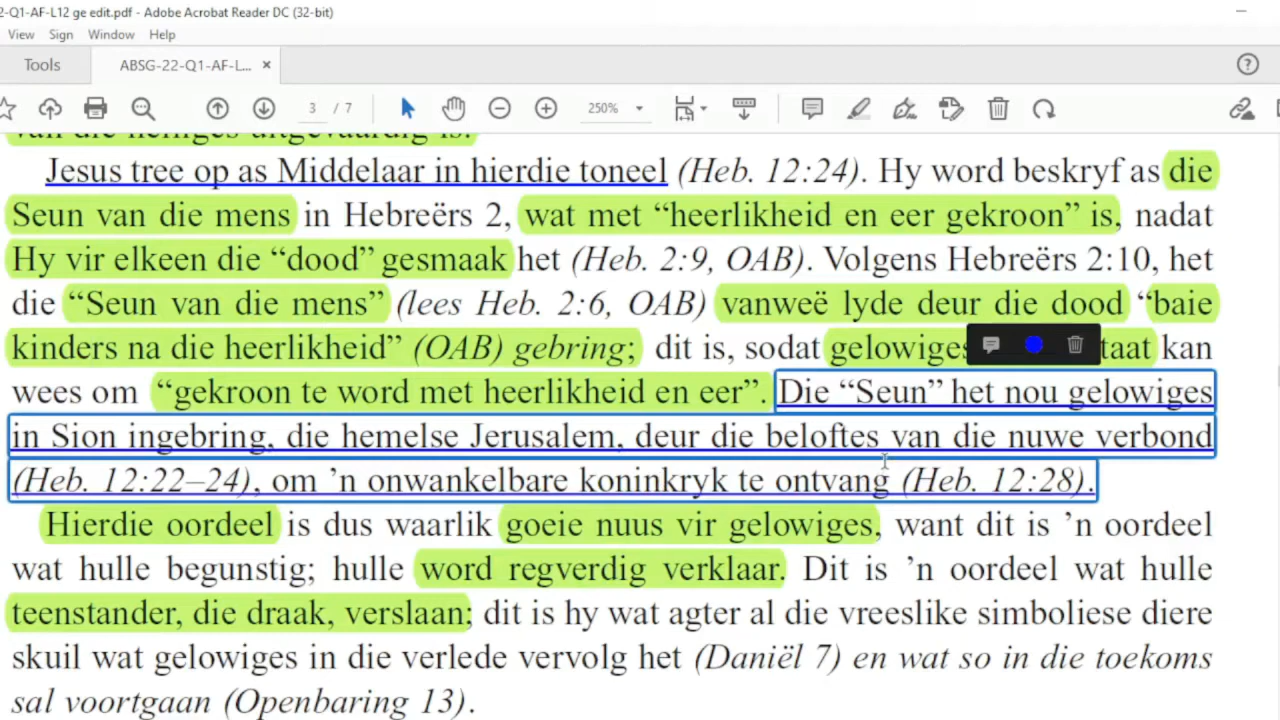 2-Q1-AF-L12 ge edit.pdf - Adobe Acrobat Reader DC (32-bit)
View Sign Window Help
Tools ABSG-22-Q1-AF-L... ×
3 / 7 250%
van die heiliges uitgevaardig is.
Jesus tree op as Middelaar in hierdie toneel (Heb. 12:24). Hy word beskryf as die
Seun van die mens in Hebreërs 2, wat met “heerlikheid en eer gekroon” is, nadat
Hy vir elkeen die “dood” gesmaak het (Heb. 2:9, OAB). Volgens Hebreërs 2:10, het
die “Seun van die mens” (lees Heb. 2:6, OAB) vanweë lyde deur die dood “baie
kinders na die heerlikheid” (OAB) gebring; dit is, sodat gelowiges taat kan
wees om “gekroon te word met heerlikheid en eer”. Die “Seun” het nou gelowiges
in Sion ingebring, die hemelse Jerusalem, deur die beloftes van die nuwe verbond
(Heb. 12:22–24), om ’n onwankelbare koninkryk te ontvang (Heb. 12:28).
Hierdie oordeel is dus waarlik goeie nuus vir gelowiges, want dit is ’n oordeel
wat hulle begunstig; hulle word regverdig verklaar. Dit is ’n oordeel wat hulle
teenstander, die draak, verslaan; dit is hy wat agter al die vreeslike simboliese diere
skuil wat gelowiges in die verlede vervolg het (Daniël 7) en wat so in die toekoms
sal voortgaan (Openbaring 13).